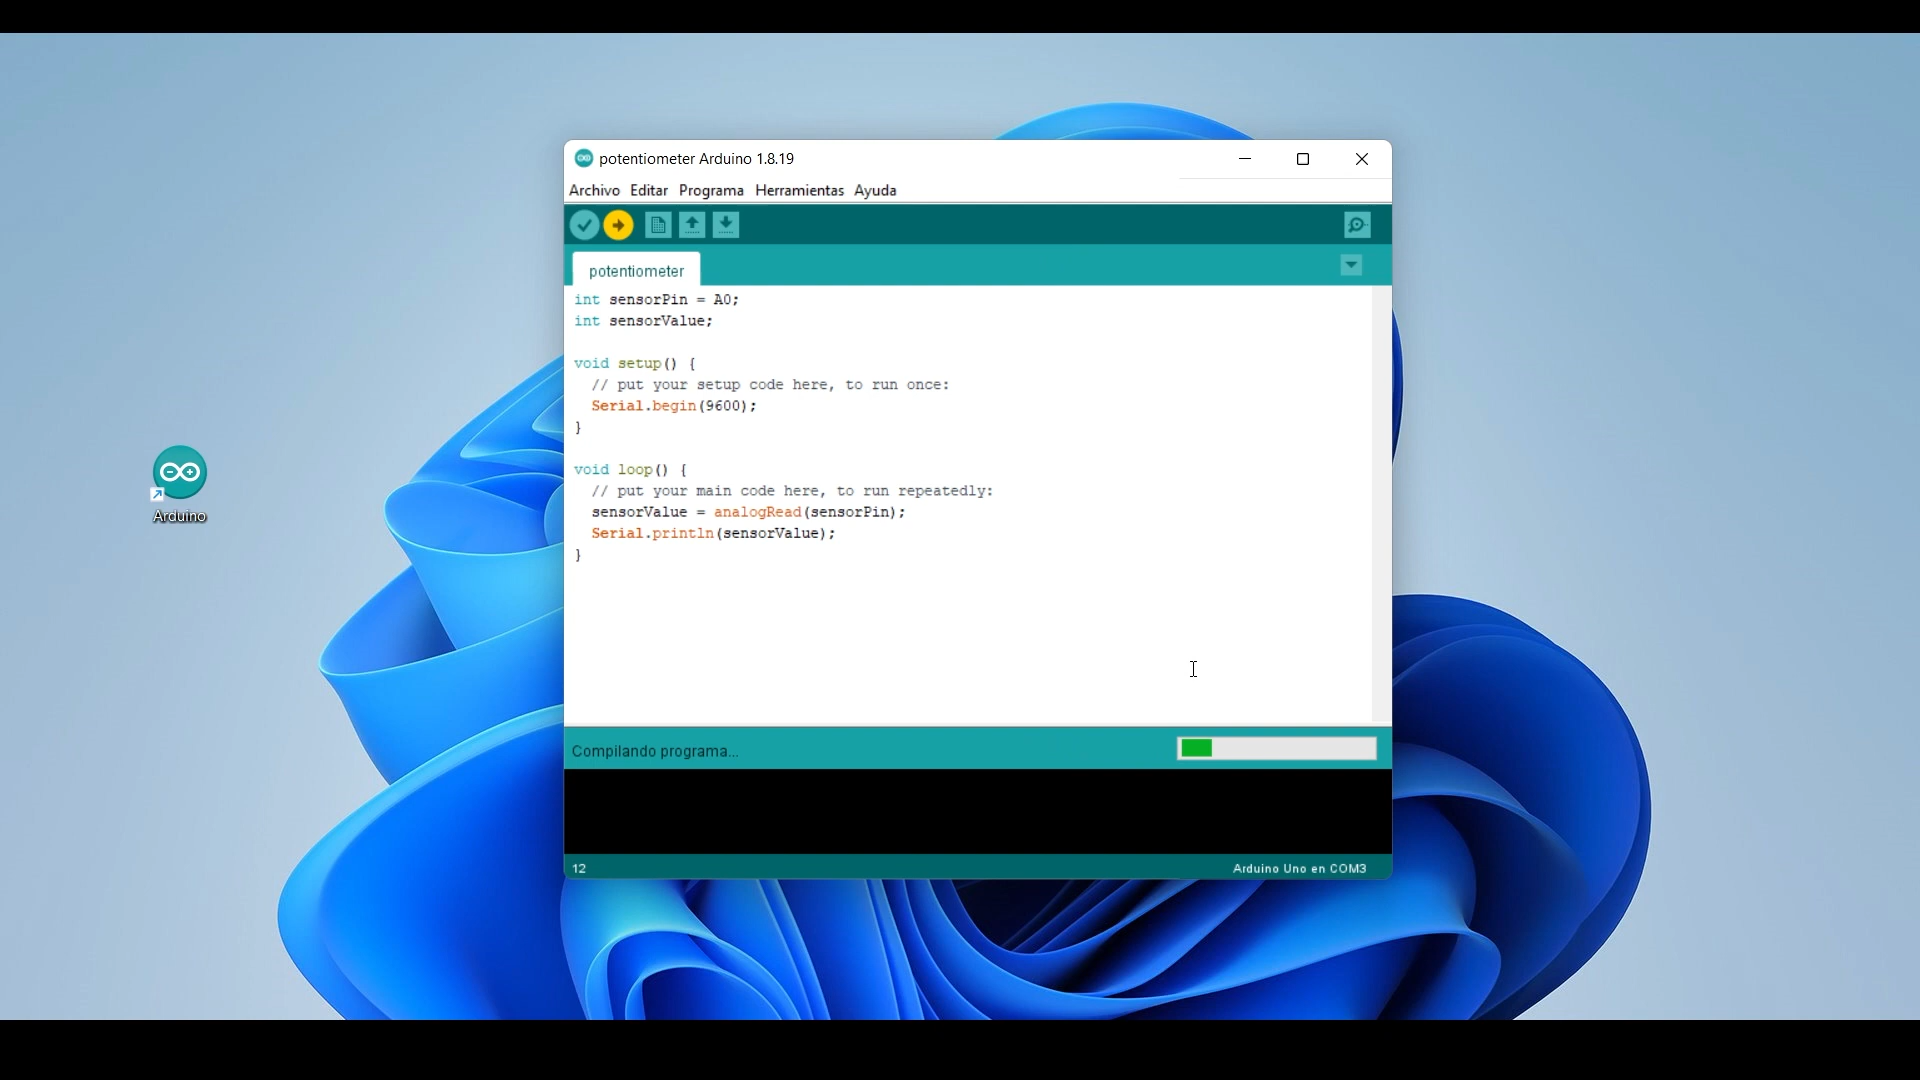 potentiometer Arduino 1.8.19
Archivo Editar Programa Herramientas Ayuda
potentiometer
int sensorPin = A0;
int sensorValue;
void setup() {
// put your setup code here, to run once:
Serial.begin(9600);
}
void loop() {
// put your main code here, to run repeatedly:
sensorValue = analogRead(sensorPin);
Serial.println(sensorValue);
}
Arduino
Compilando programa...
12
Arduino Uno en COM3